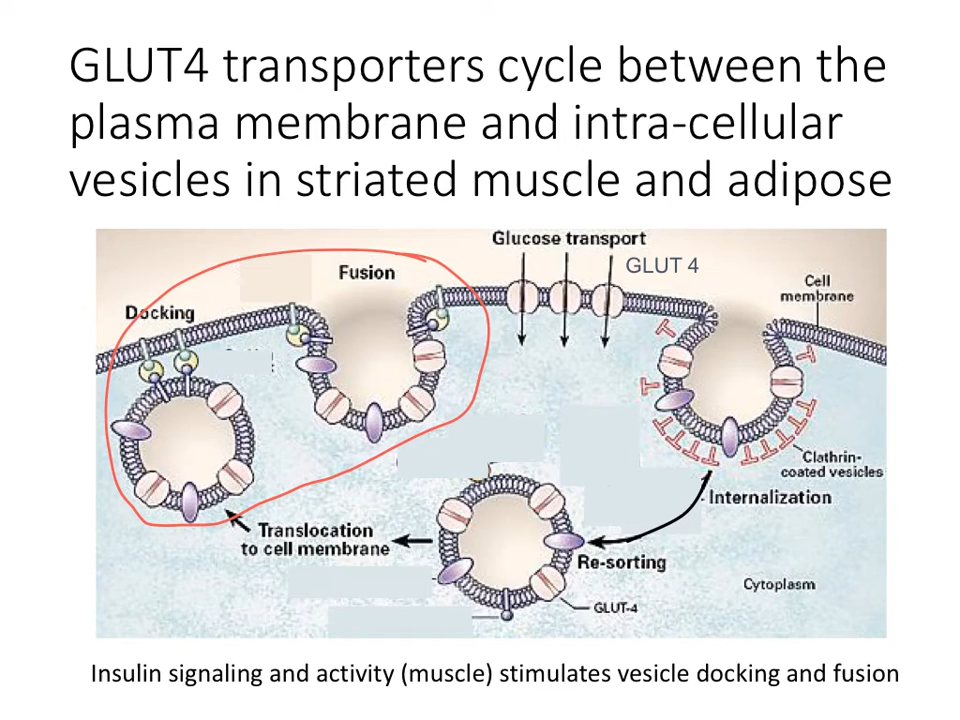 GLUT4 transporters cycle between the
plasma membrane and intra-cellular
vesicles in striated muscle and adipose
Glucose transport
GLUT 4
Fusion
Cell
membrane
Docking
Clathrin-
coated vesicles
Internalization
Translocation
to cell membrane
Re-sorting
Cytoplasm
GLUT-4
Insulin signaling and activity (muscle) stimulates vesicle docking and fusion